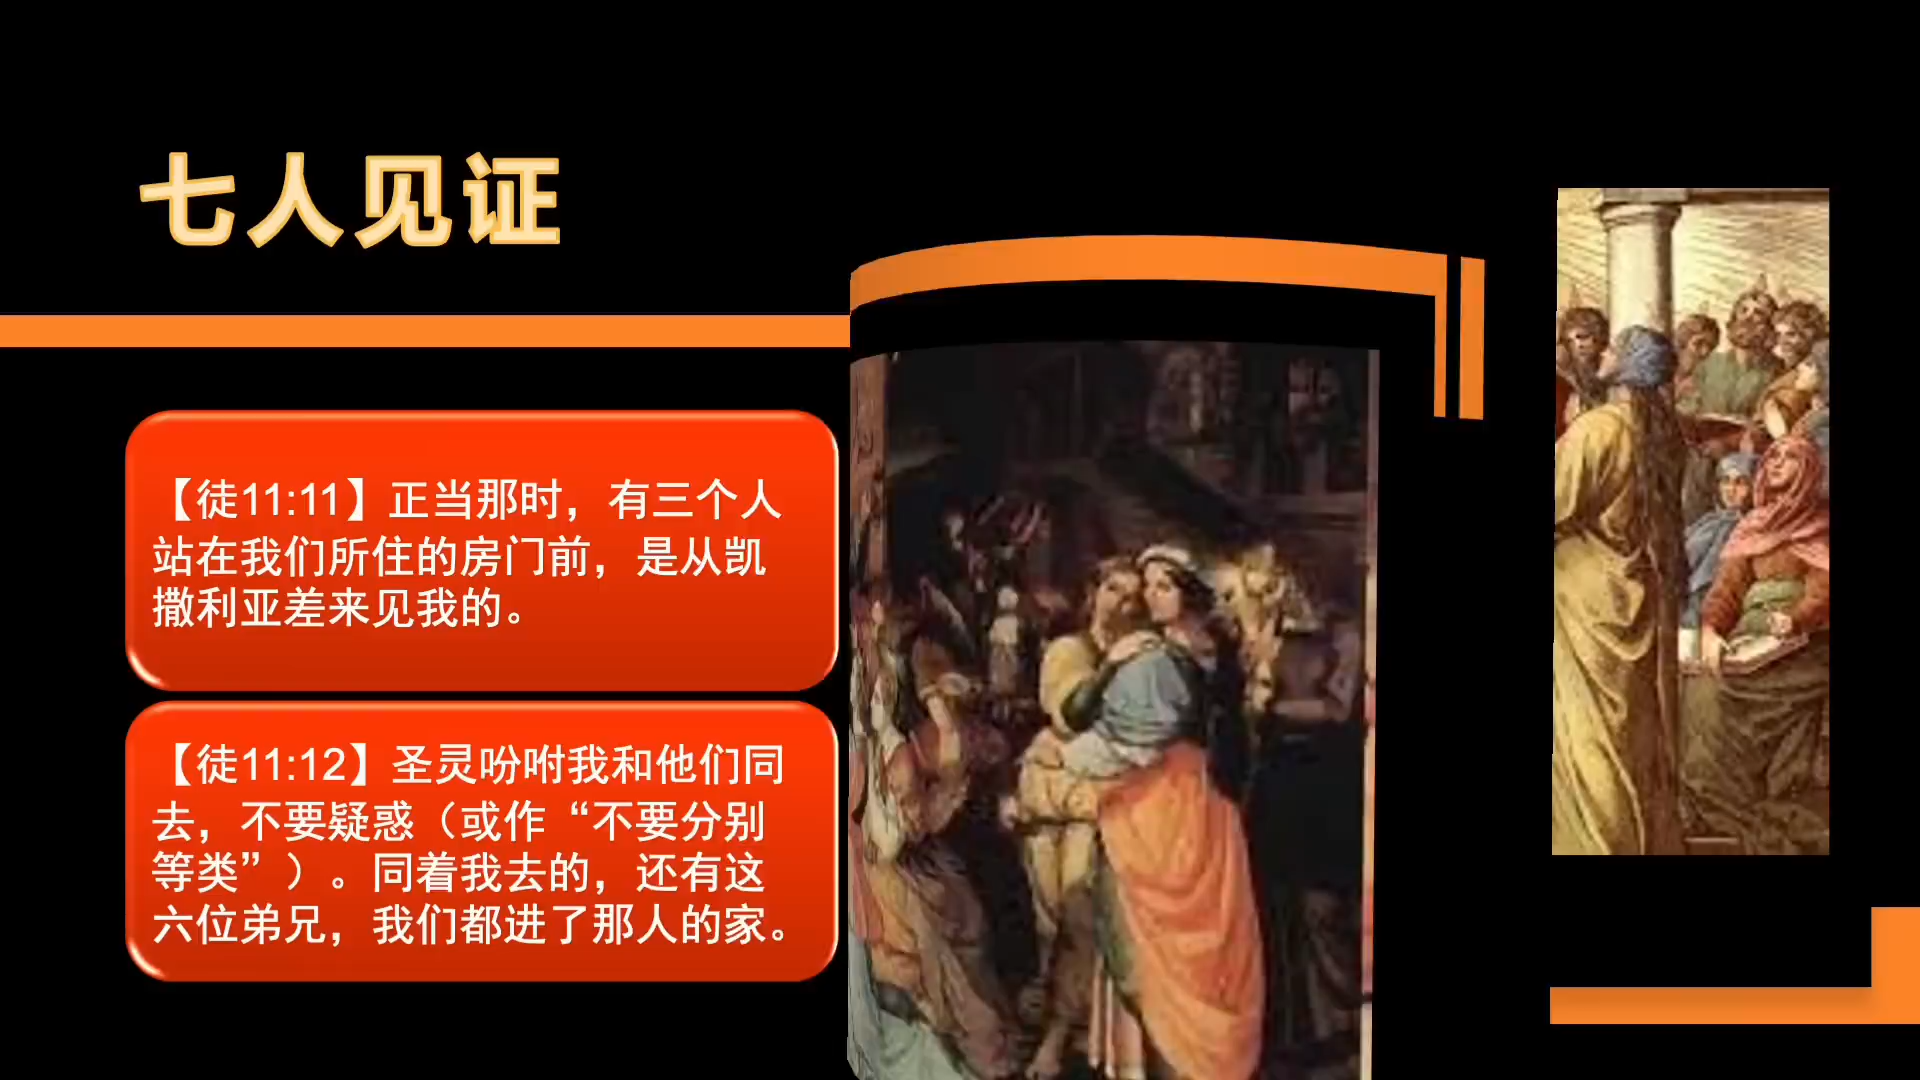 七人见证
【徒11:11】正当那时，有三个人
站在我们所住的房门前，是从凯
撒利亚差来见我的。
【徒11:12】圣灵吩咐我和他们同
去，不要疑惑（或作“不要分别
等类”）。同着我去的，还有这
六位弟兄，我们都进了那人的家。